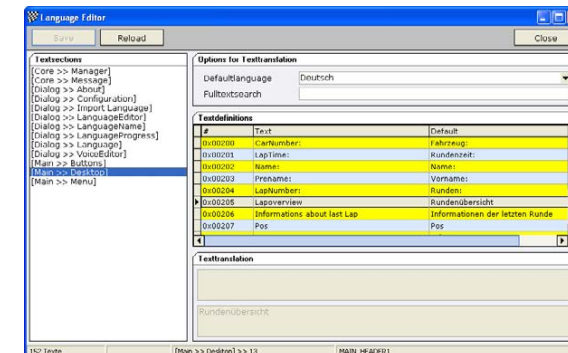 Language Editor
Save Reload Close
Textsections
[Core >> Manager]
[Core >> Message]
[Dialog >> About]
[Dialog >> Configuration]
[Dialog >> Import Language]
[Dialog >> LanguageEditor]
[Dialog >> LanguageName]
[Dialog >> LanguageProgress]
[Dialog >> Language]
[Dialog >> VoiceEditor]
[Main >> Buttons]
[Main >> Desktop]
[Main >> Menu]
Options for Texttranslation
Defaultlanguage Deutsch
Fulltextsearch
Textdefinitions
# Text Default
0x00200 CarNumber: Fahrzeug:
0x00201 LapTime: Rundenzeit:
0x00202 Name: Name:
0x00203 Prename: Vorname:
0x00204 LapNumber: Runden:
0x00205 Lapoverview Rundenübersicht
0x00206 Informations about last Lap Informationen der letzten Runde
0x00207 Pos Pos
Texttranslation
Rundenübersicht
152 Texte [Main >> Desktop] >> 13 MAIN_HEADER1